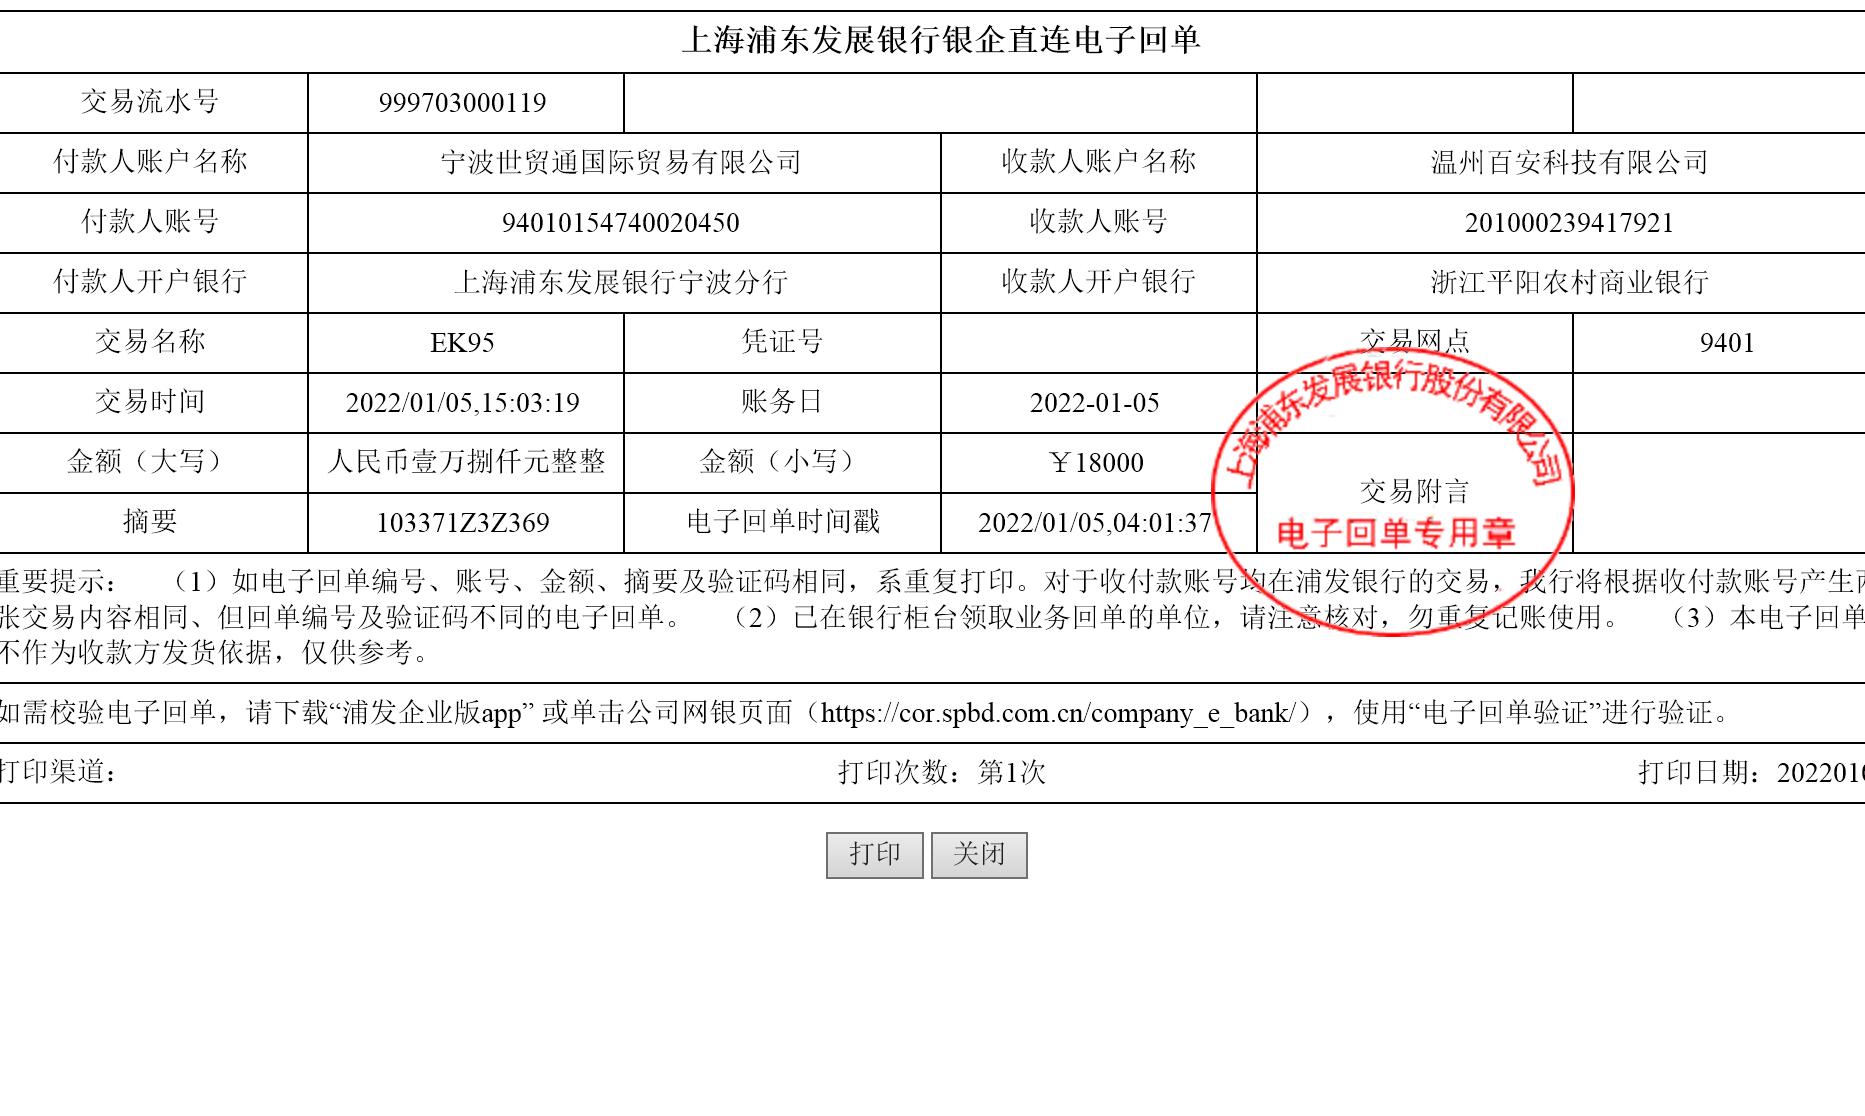 上海浦东发展银行银企直连电子回单
交易流水号 999703000119
付款人账户名称 宁波世贸通国际贸易有限公司 收款人账户名称 温州百安科技有限公司
付款人账号 94010154740020450 收款人账号 201000239417921
付款人开户银行 上海浦东发展银行宁波分行 收款人开户银行 浙江平阳农村商业银行
交易名称 EK95 凭证号 交易网点 9401
交易时间 2022/01/05,15:03:19 账务日 2022-01-05
金额（大写） 人民币壹万捌仟元整整 金额（小写） ￥18000
交易附言
摘要 103371Z3Z369 电子回单时间戳 2022/01/05,04:01:37
上海浦东发展银行股份有限公司
电子回单专用章
重要提示： （1）如电子回单编号、账号、金额、摘要及验证码相同，系重复打印。对于收付款账号均在浦发银行的交易，我行将根据收付款账号产生两
张交易内容相同、但回单编号及验证码不同的电子回单。 （2）已在银行柜台领取业务回单的单位，请注意核对，勿重复记账使用。 （3）本电子回单
不作为收款方发货依据，仅供参考。
如需校验电子回单，请下载“浦发企业版app” 或单击公司网银页面（https://cor.spbd.com.cn/company_e_bank/），使用“电子回单验证”进行验证。
打印渠道： 打印次数：第1次 打印日期：2022010
打印 关闭